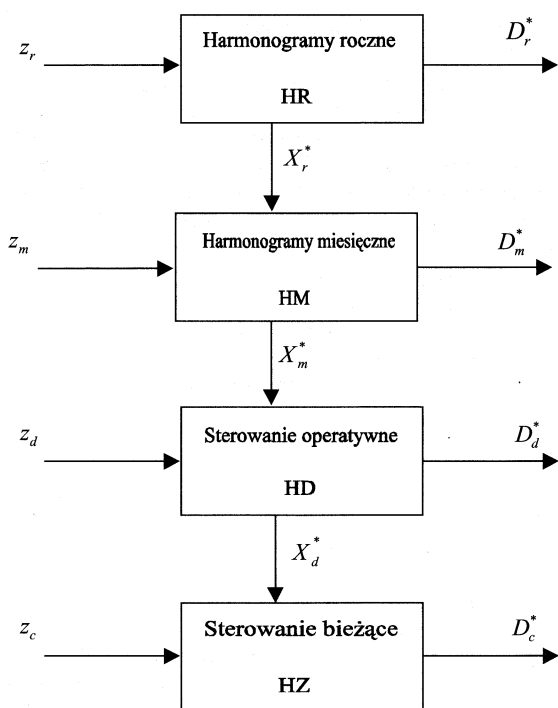 Harmonogramy roczne
z_r
D_r^*
HR
X_r^*
Harmonogramy miesięczne
z_m
D_m^*
HM
X_m^*
Sterowanie operatywne
z_d
D_d^*
HD
X_d^*
Sterowanie bieżące
z_c
D_c^*
HZ